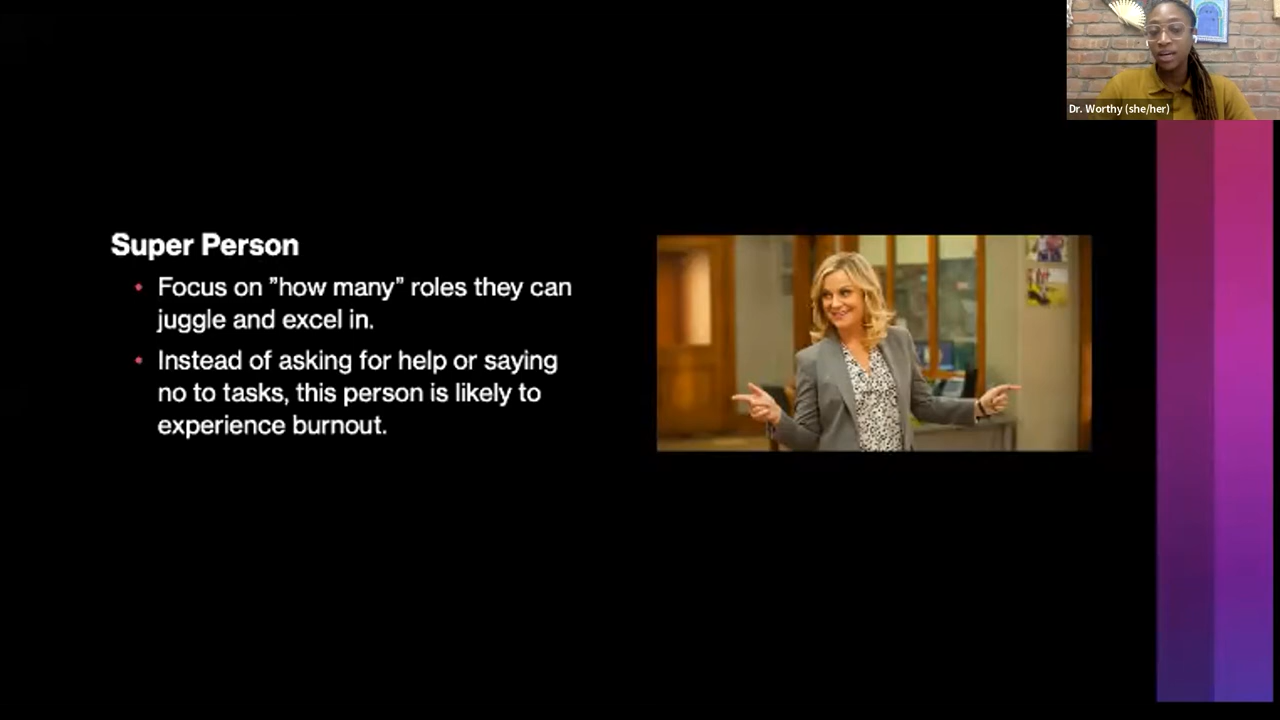 Dr. Worthy (she/her)
Super Person
Focus on ”how many” roles they can
juggle and excel in.
Instead of asking for help or saying
no to tasks, this person is likely to
experience burnout.